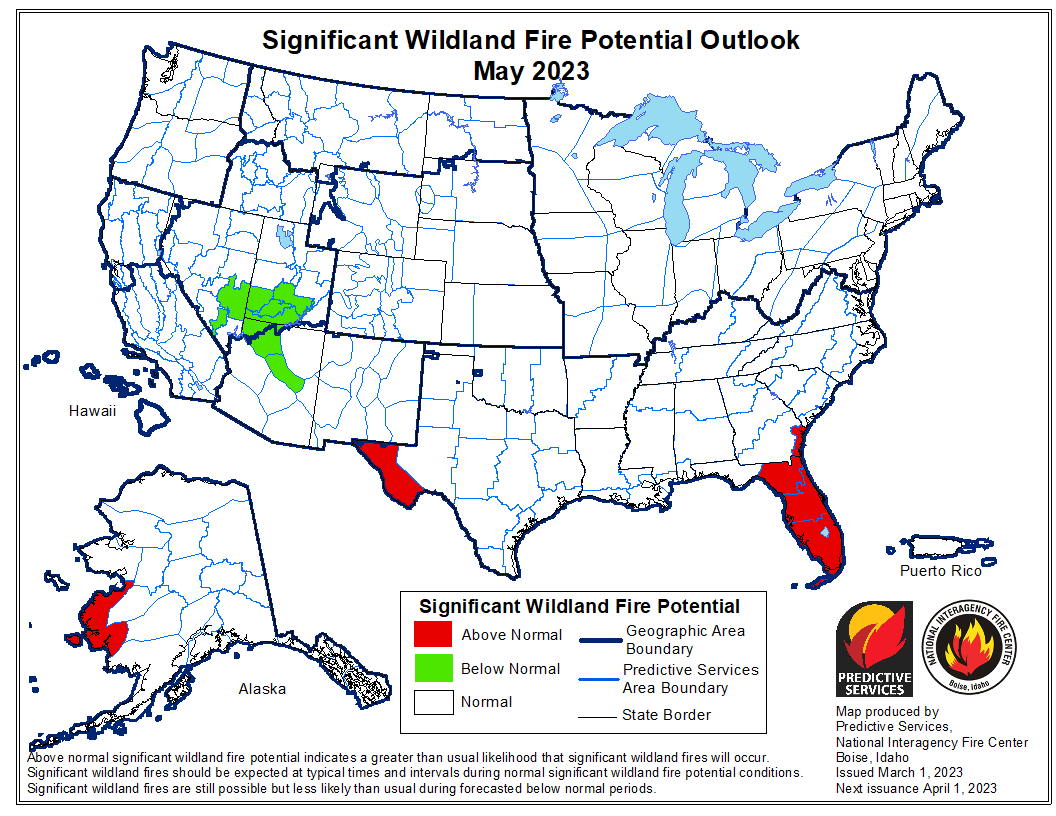 Significant Wildland Fire Potential Outlook
May 2023
Hawaii
Alaska
Puerto Rico
Significant Wildland Fire Potential
Above Normal
Below Normal
Normal
Geographic Area
Boundary
Predictive Services
Area Boundary
State Border
PREDICTIVE
SERVICES
NATIONAL INTERAGENCY FIRE CENTER
Boise, Idaho
Map produced by
Predictive Services,
National Interagency Fire Center
Boise, Idaho
Issued March 1, 2023
Next issuance April 1, 2023
Above normal significant wildland fire potential indicates a greater than usual likelihood that significant wildland fires will occur.
Significant wildland fires should be expected at typical times and intervals during normal significant wildland fire potential conditions.
Significant wildland fires are still possible but less likely than usual during forecasted below normal periods.